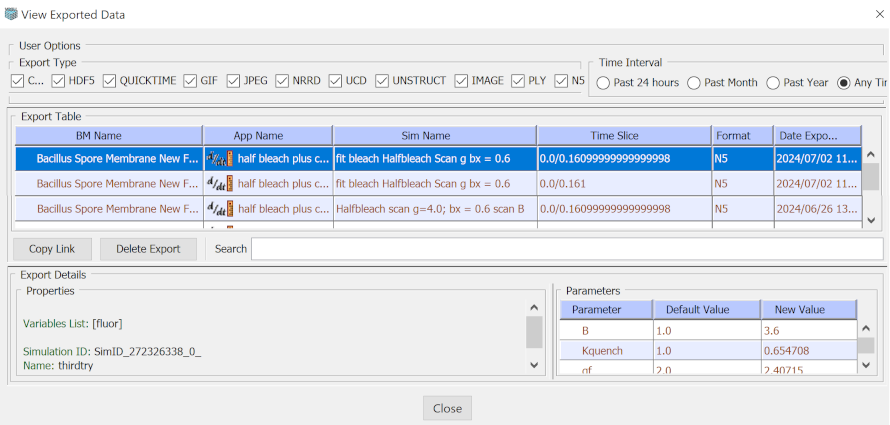 View Exported Data
User Options
Export Type
Time Interval
C... HDF5 QUICKTIME GIF JPEG NRRD UCD UNSTRUCT IMAGE PLY N5
Past 24 hours Past Month Past Year Any Tir
Export Table
BM Name App Name Sim Name Time Slice Format Date Expo...
Bacillus Spore Membrane New F... half bleach plus c... fit bleach Halfbleach Scan g bx = 0.6 0.0/0.16099999999999998 N5 2024/07/02 11...
Bacillus Spore Membrane New F... d/dt half bleach plus c... fit bleach Halfbleach Scan g bx = 0.6 0.0/0.161 N5 2024/07/02 11...
Bacillus Spore Membrane New F... d/dt half bleach plus c... Halfbleach scan g=4.0; bx = 0.6 scan B 0.0/0.16099999999999998 N5 2024/06/26 13...
Copy Link Delete Export Search
Export Details
Properties
Variables List: [fluor]
Simulation ID: SimID_272326338_0_
Name: thirdtry
Parameters
Parameter Default Value New Value
B 1.0 3.6
Kquench 1.0 0.654708
gf 2.0 2.40715
Close